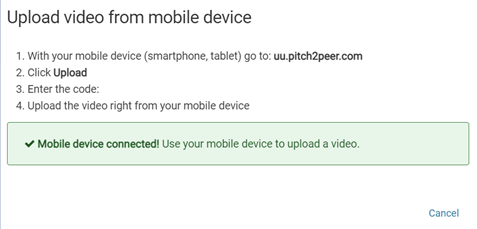 Upload video from mobile device
1. With your mobile device (smartphone, tablet) go to: uu.pitch2peer.com
2. Click Upload
3. Enter the code:
4. Upload the video right from your mobile device
✔ Mobile device connected! Use your mobile device to upload a video.
Cancel